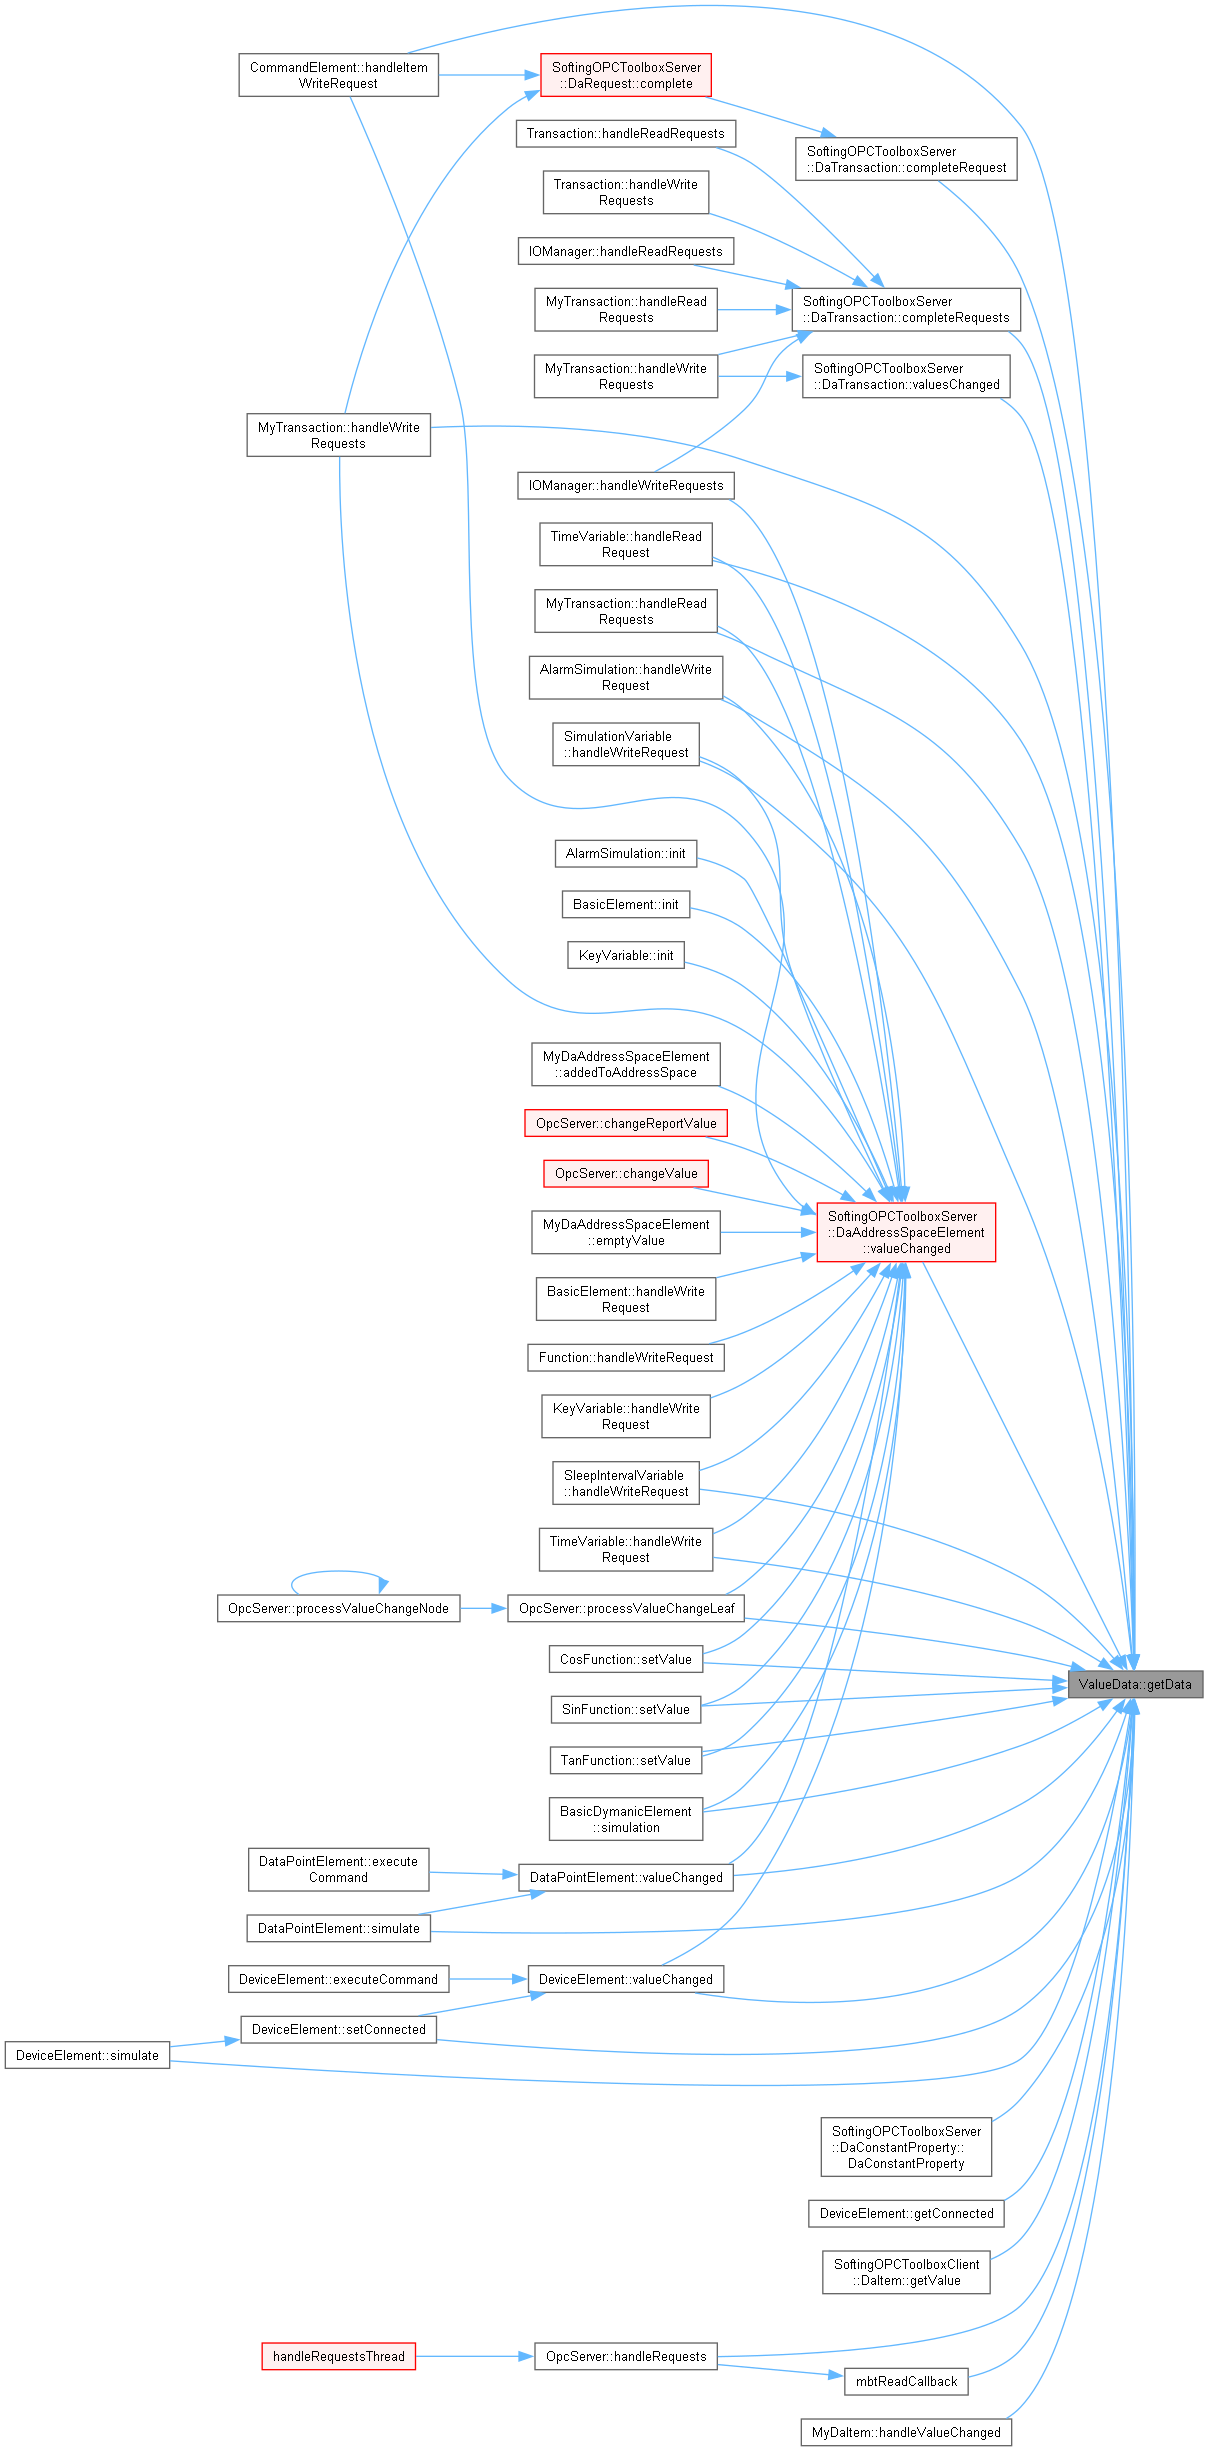 CommandElement::handleItem
WriteRequest
SoftingOPCToolboxServer
::DaRequest::complete
Transaction::handleReadRequests
SoftingOPCToolboxServer
::DaTransaction::completeRequest
Transaction::handleWrite
Requests
IOManager::handleReadRequests
MyTransaction::handleRead
Requests
SoftingOPCToolboxServer
::DaTransaction::completeRequests
MyTransaction::handleWrite
Requests
SoftingOPCToolboxServer
::DaTransaction::valuesChanged
MyTransaction::handleWrite
Requests
IOManager::handleWriteRequests
TimeVariable::handleRead
Request
MyTransaction::handleRead
Requests
AlarmSimulation::handleWrite
Request
SimulationVariable
::handleWriteRequest
AlarmSimulation::init
BasicElement::init
KeyVariable::init
MyDaAddressSpaceElement
::addedToAddressSpace
OpcServer::changeReportValue
OpcServer::changeValue
MyDaAddressSpaceElement
::emptyValue
SoftingOPCToolboxServer
::DaAddressSpaceElement
::valueChanged
BasicElement::handleWrite
Request
Function::handleWriteRequest
KeyVariable::handleWrite
Request
SleepIntervalVariable
::handleWriteRequest
TimeVariable::handleWrite
Request
OpcServer::processValueChangeNode
OpcServer::processValueChangeLeaf
CosFunction::setValue
ValueData::getData
SinFunction::setValue
TanFunction::setValue
BasicDymanicElement
::simulation
DataPointElement::execute
Command
DataPointElement::valueChanged
DataPointElement::simulate
DeviceElement::executeCommand
DeviceElement::valueChanged
DeviceElement::setConnected
DeviceElement::simulate
SoftingOPCToolboxServer
::DaConstantProperty::
DaConstantProperty
DeviceElement::getConnected
SoftingOPCToolboxClient
::DaItem::getValue
handleRequestsThread
OpcServer::handleRequests
mbtReadCallback
MyDaItem::handleValueChanged